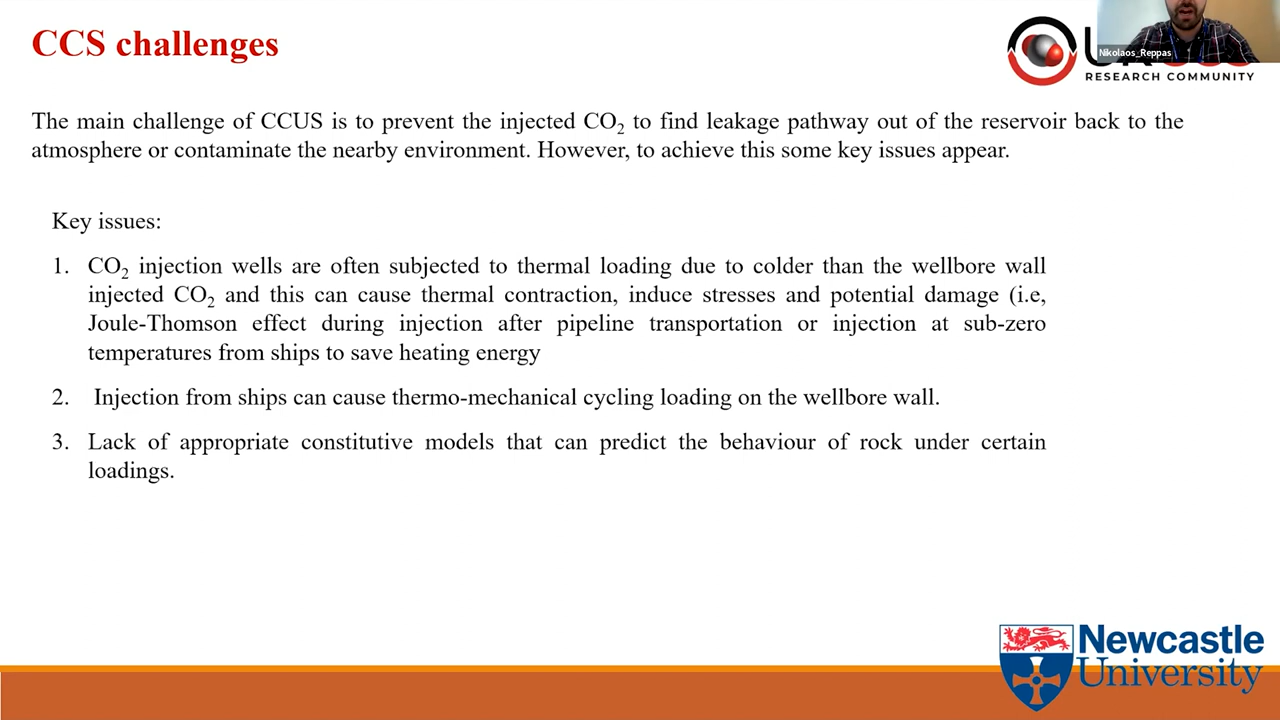 CCS challenges
Nikolaos_Reppas
RESEARCH COMMUNITY
The main challenge of CCUS is to prevent the injected CO₂ to find leakage pathway out of the reservoir back to the
atmosphere or contaminate the nearby environment. However, to achieve this some key issues appear.
Key issues:
1. CO₂ injection wells are often subjected to thermal loading due to colder than the wellbore wall
injected CO₂ and this can cause thermal contraction, induce stresses and potential damage (i.e,
Joule-Thomson effect during injection after pipeline transportation or injection at sub-zero
temperatures from ships to save heating energy
2. Injection from ships can cause thermo-mechanical cycling loading on the wellbore wall.
3. Lack of appropriate constitutive models that can predict the behaviour of rock under certain
loadings.
Newcastle
University